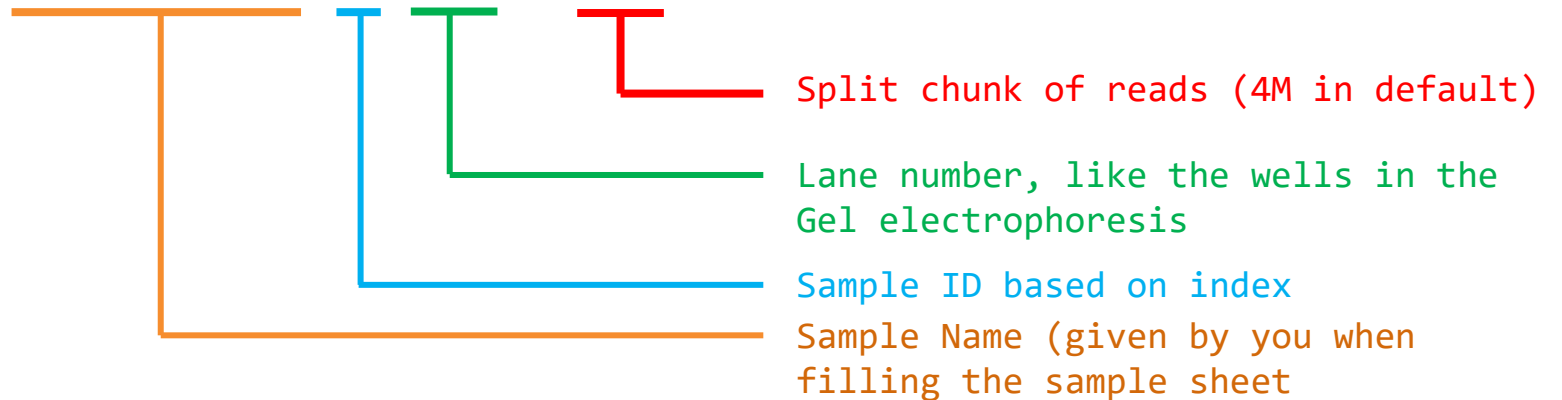 Split chunk of reads (4M in default)
Lane number, like the wells in the
Gel electrophoresis
Sample ID based on index
Sample Name (given by you when
filling the sample sheet